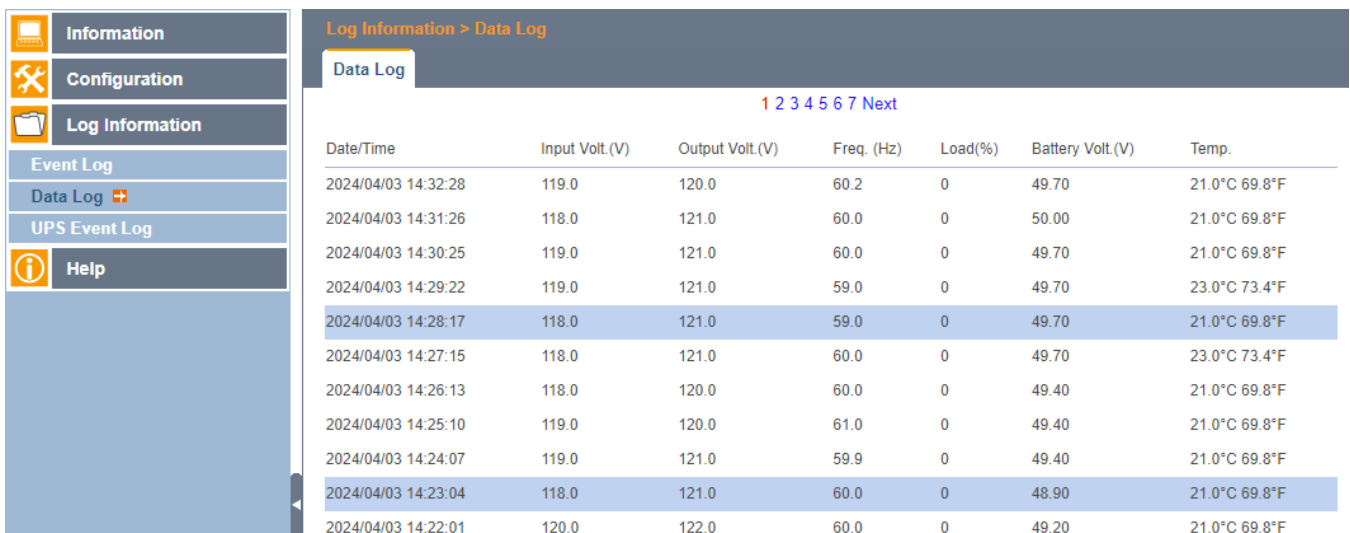 Information
Configuration
Log Information
Event Log
Data Log
UPS Event Log
Help
Log Information > Data Log
Data Log
1 2 3 4 5 6 7 Next
Date/Time Input Volt.(V) Output Volt.(V) Freq. (Hz) Load(%) Battery Volt.(V) Temp.
2024/04/03 14:32:28 119.0 120.0 60.2 0 49.70 21.0°C 69.8°F
2024/04/03 14:31:26 118.0 121.0 60.0 0 50.00 21.0°C 69.8°F
2024/04/03 14:30:25 119.0 121.0 60.0 0 49.70 21.0°C 69.8°F
2024/04/03 14:29:22 119.0 121.0 59.0 0 49.70 23.0°C 73.4°F
2024/04/03 14:28:17 118.0 121.0 59.0 0 49.70 21.0°C 69.8°F
2024/04/03 14:27:15 118.0 121.0 60.0 0 49.70 23.0°C 73.4°F
2024/04/03 14:26:13 118.0 120.0 60.0 0 49.40 21.0°C 69.8°F
2024/04/03 14:25:10 119.0 120.0 61.0 0 49.40 21.0°C 69.8°F
2024/04/03 14:24:07 119.0 121.0 59.9 0 49.40 21.0°C 69.8°F
2024/04/03 14:23:04 118.0 121.0 60.0 0 48.90 21.0°C 69.8°F
2024/04/03 14:22:01 120.0 122.0 60.0 0 49.20 21.0°C 69.8°F